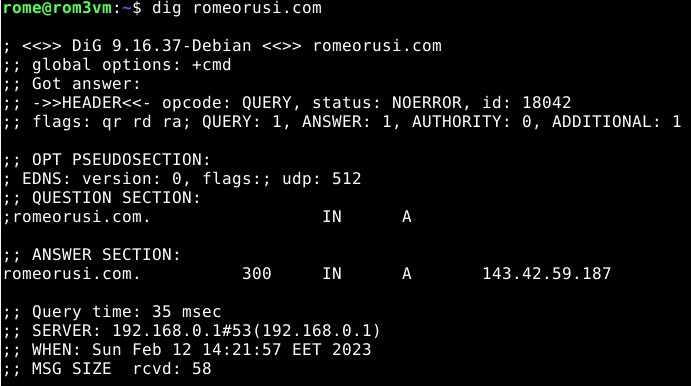 rome@rom3vm:~$ dig romeorusi.com
; <<>> DiG 9.16.37-Debian <<>> romeorusi.com
;; global options: +cmd
;; Got answer:
;; ->>HEADER<<- opcode: QUERY, status: NOERROR, id: 18042
;; flags: qr rd ra; QUERY: 1, ANSWER: 1, AUTHORITY: 0, ADDITIONAL: 1
;; OPT PSEUDOSECTION:
; EDNS: version: 0, flags:; udp: 512
;; QUESTION SECTION:
;romeorusi.com. IN A
;; ANSWER SECTION:
romeorusi.com. 300 IN A 143.42.59.187
;; Query time: 35 msec
;; SERVER: 192.168.0.1#53(192.168.0.1)
;; WHEN: Sun Feb 12 14:21:57 EET 2023
;; MSG SIZE  rcvd: 58